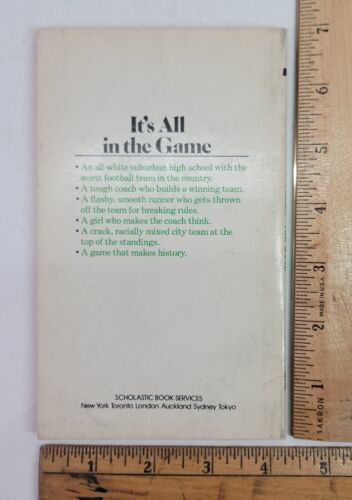 It's All
in the Game
• An all-white suburban high school with the
worst football team in the country.
• A tough coach who builds a winning team.
• A flashy, smooth runner who gets thrown
off the team for breaking rules.
• A girl who makes the coach think.
• A crack, racially mixed city team at the
top of the standings.
• A game that makes history.
SCHOLASTIC BOOK SERVICES
New York Toronto London Auckland Sydney Tokyo
7
6
5
4
3
2
1
MADE IN U.S.A.
AKRON
1 2 3 4 5